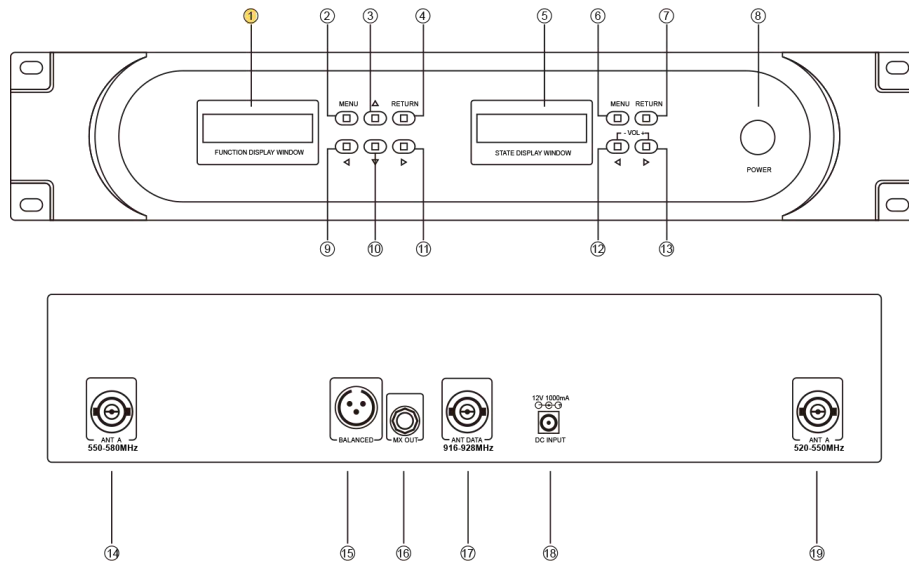 ① ② ③ ④ ⑤ ⑥ ⑦ ⑧
MENU △ RETURN
MENU RETURN
- VOL +
FUNCTION DISPLAY WINDOW
◁ ▽ ▷
STATE DISPLAY WINDOW
◁ ▷
POWER
⑨ ⑩ ⑪ ⑫ ⑬
12V 1000mA
ANT A
550-580MHz
BALANCED
MX OUT
ANT DATA
916-928MHz
DC INPUT
ANT A
520-550MHz
⑭ ⑮ ⑯ ⑰ ⑱ ⑲